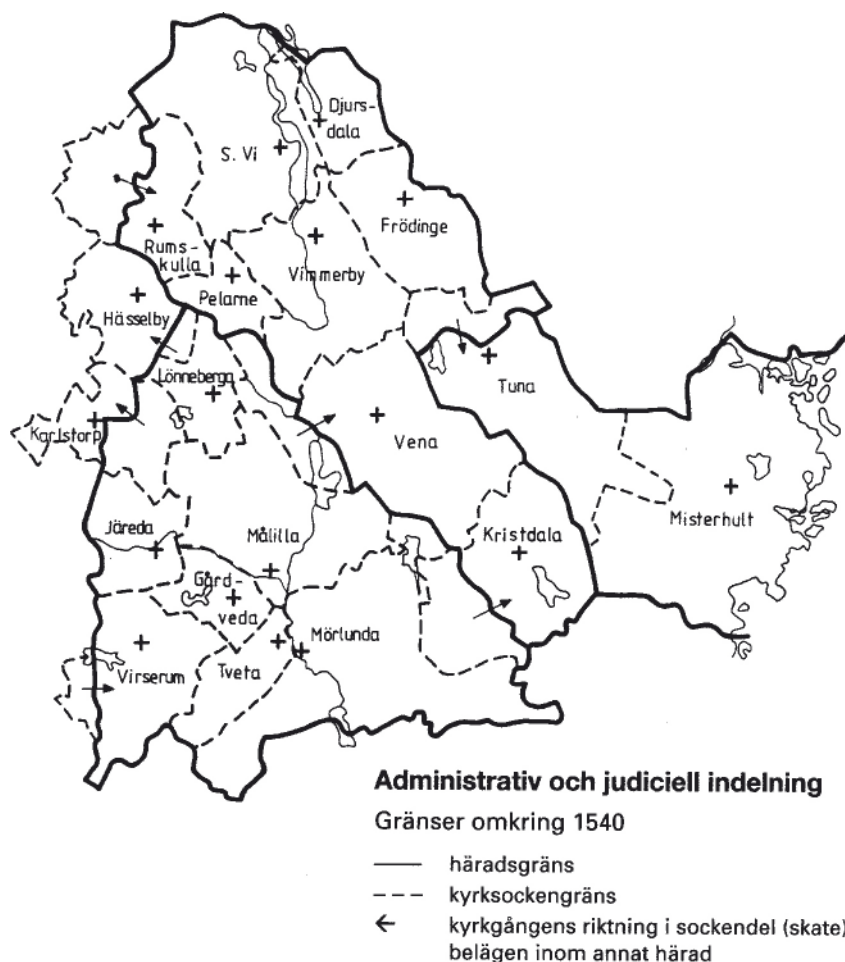 Djurs-
dala
S. Vi
Frödinge
Rums-
kulla
Vimmerby
Pelarne
Hässelby
Lönneberga
Tuna
Karlstorp
Vena
Misterhult
Järeda
Målilla
Kristdala
Gård-
veda
Mörlunda
Virserum
Tveta
Administrativ och judiciell indelning
Gränser omkring 1540
häradsgräns
kyrksockengräns
kyrkgångens riktning i sockendel (skate)
belägen inom annat härad